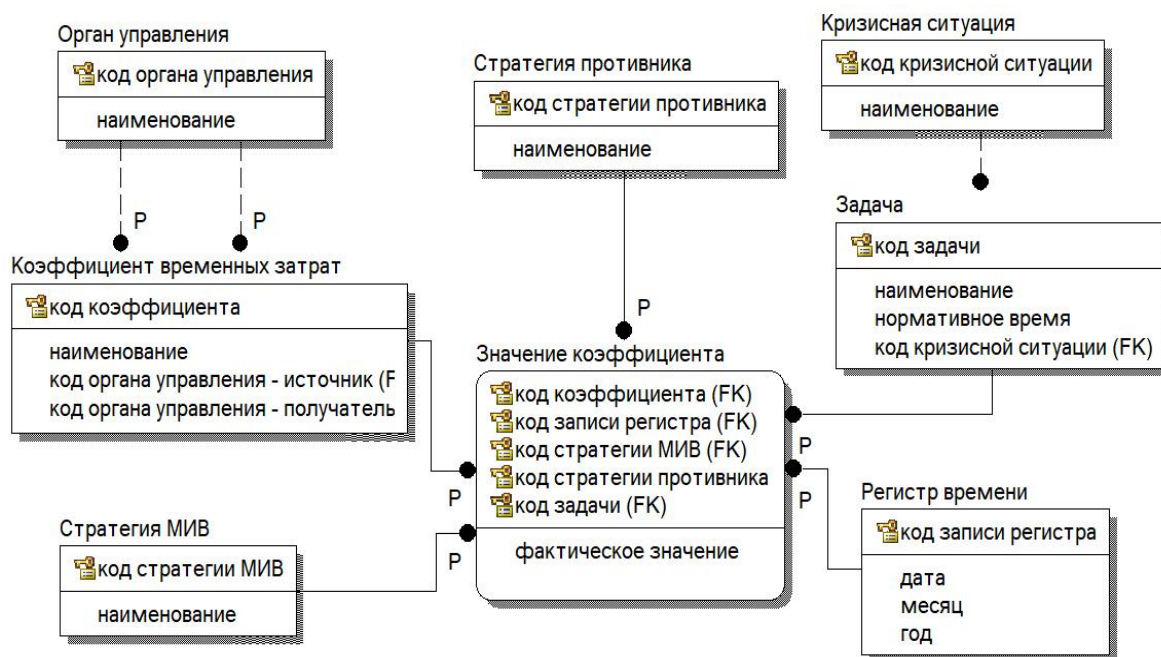 Орган управления
код органа управления
наименование
Стратегия противника
код стратегии противника
наименование
Кризисная ситуация
код кризисной ситуации
наименование
P
P
Задача
код задачи
наименование
нормативное время
код кризисной ситуации (FK)
Коэффициент временных затрат
код коэффициента
наименование
код органа управления - источник (F
код органа управления - получатель
P
Значение коэффициента
код коэффициента (FK)
код записи регистра (FK)
код стратегии МИВ (FK)
код стратегии противника
код задачи (FK)
фактическое значение
P
P
P
P
Стратегия МИВ
код стратегии МИВ
наименование
Регистр времени
код записи регистра
дата
месяц
год